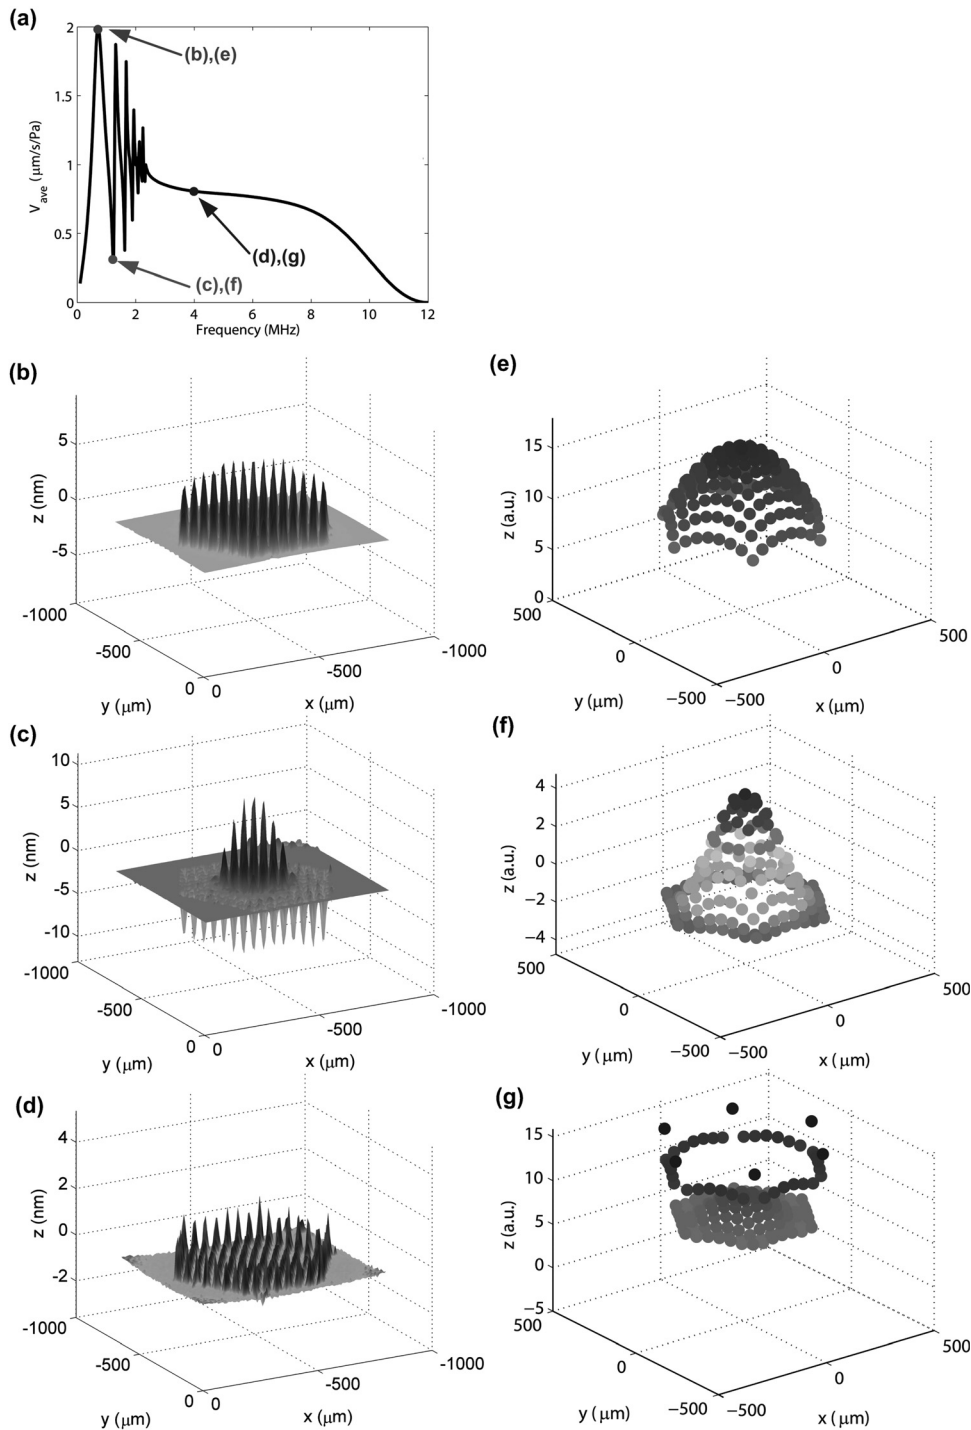 (a)
2
1.5
1
0.5
0
V_ave (μm/s/Pa)
0 2 4 6 8 10 12
Frequency (MHz)
(b),(e)
(d),(g)
(c),(f)
(b)
5
0
-5
z (nm)
-1000
-500
0
y (μm)
0
-500
-1000
x (μm)
(e)
15
10
5
0
z (a.u.)
500
0
−500
y (μm)
−500
0
500
x (μm)
(c)
10
5
0
-5
-10
z (nm)
-1000
-500
0
y (μm)
0
-500
-1000
x (μm)
(f)
4
2
0
−2
−4
z (a.u.)
500
0
−500
y (μm)
−500
0
500
x (μm)
(d)
4
2
0
-2
z (nm)
-1000
-500
0
y (μm)
0
-500
-1000
x (μm)
(g)
15
10
5
0
−5
z (a.u.)
500
0
−500
y (μm)
−500
0
500
x (μm)